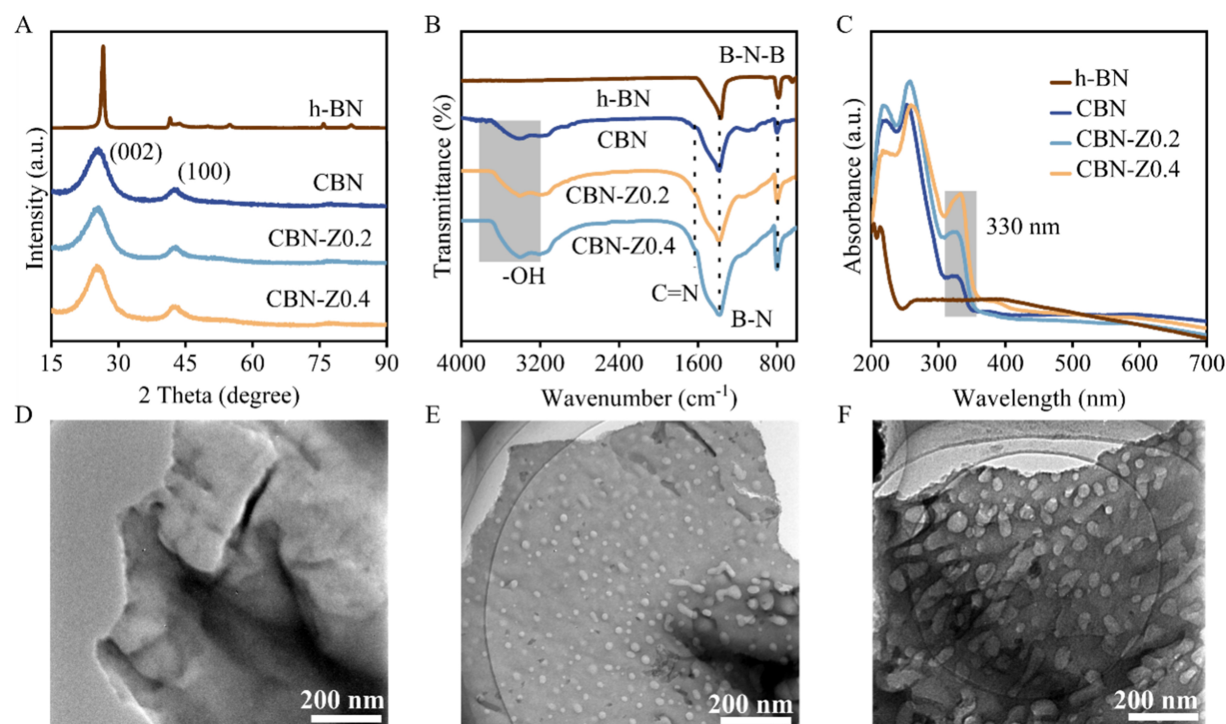 A
h-BN
(002)
(100)
CBN
CBN-Z0.2
CBN-Z0.4
Intensity (a.u.)
15 30 45 60 75 90
2 Theta (degree)
B
B-N-B
h-BN
CBN
CBN-Z0.2
CBN-Z0.4
-OH
C=N
B-N
Transmittance (%)
4000 3200 2400 1600 800
Wavenumber (cm-1)
C
h-BN
CBN
CBN-Z0.2
CBN-Z0.4
330 nm
Absorbance (a.u.)
200 300 400 500 600 700
Wavelength (nm)
D
200 nm
E
200 nm
F
200 nm